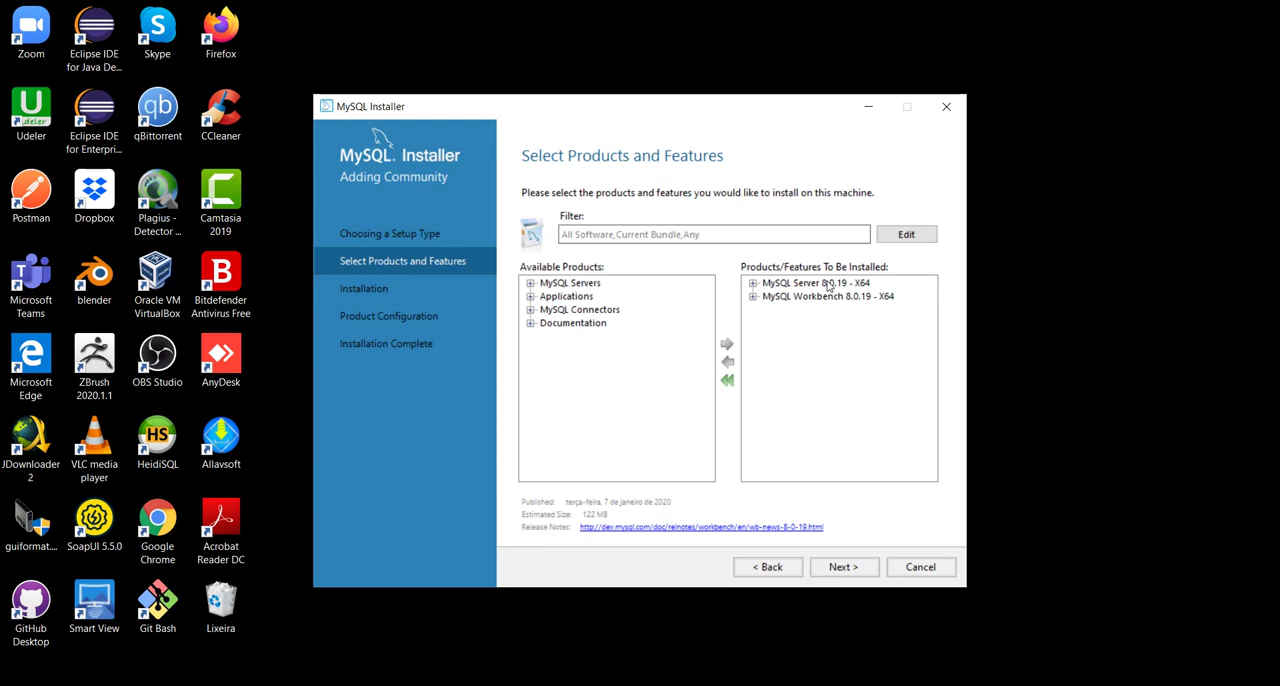 Zoom
Eclipse IDE
for Java De...
Skype
Firefox
Udeler
Eclipse IDE
for Enterpri...
qBittorrent
CCleaner
Postman
Dropbox
Plagius -
Detector ...
Camtasia
2019
Microsoft
Teams
blender
Oracle VM
VirtualBox
Bitdefender
Antivirus Free
Microsoft
Edge
ZBrush
2020.1.1
OBS Studio
AnyDesk
JDownloader
2
VLC media
player
HeidiSQL
Allavsoft
guiformat....
SoapUI 5.5.0
Google
Chrome
Acrobat
Reader DC
GitHub
Desktop
Smart View
Git Bash
Lixeira
U
udeler
qb
C
B
HS
MySQL Installer
MySQL. Installer
Adding Community
Choosing a Setup Type
Select Products and Features
Installation
Product Configuration
Installation Complete
Select Products and Features
Please select the products and features you would like to install on this machine.
Filter:
All Software,Current Bundle,Any
Edit
Available Products:
MySQL Servers
Applications
MySQL Connectors
Documentation
Products/Features To Be Installed:
MySQL Server 8.0.19 - X64
MySQL Workbench 8.0.19 - X64
Published: terça-feira, 7 de janeiro de 2020
Estimated Size: 122 MB
Release Notes: http://dev.mysql.com/doc/relnotes/workbench/en/wb-news-8-0-19.html
< Back
Next >
Cancel